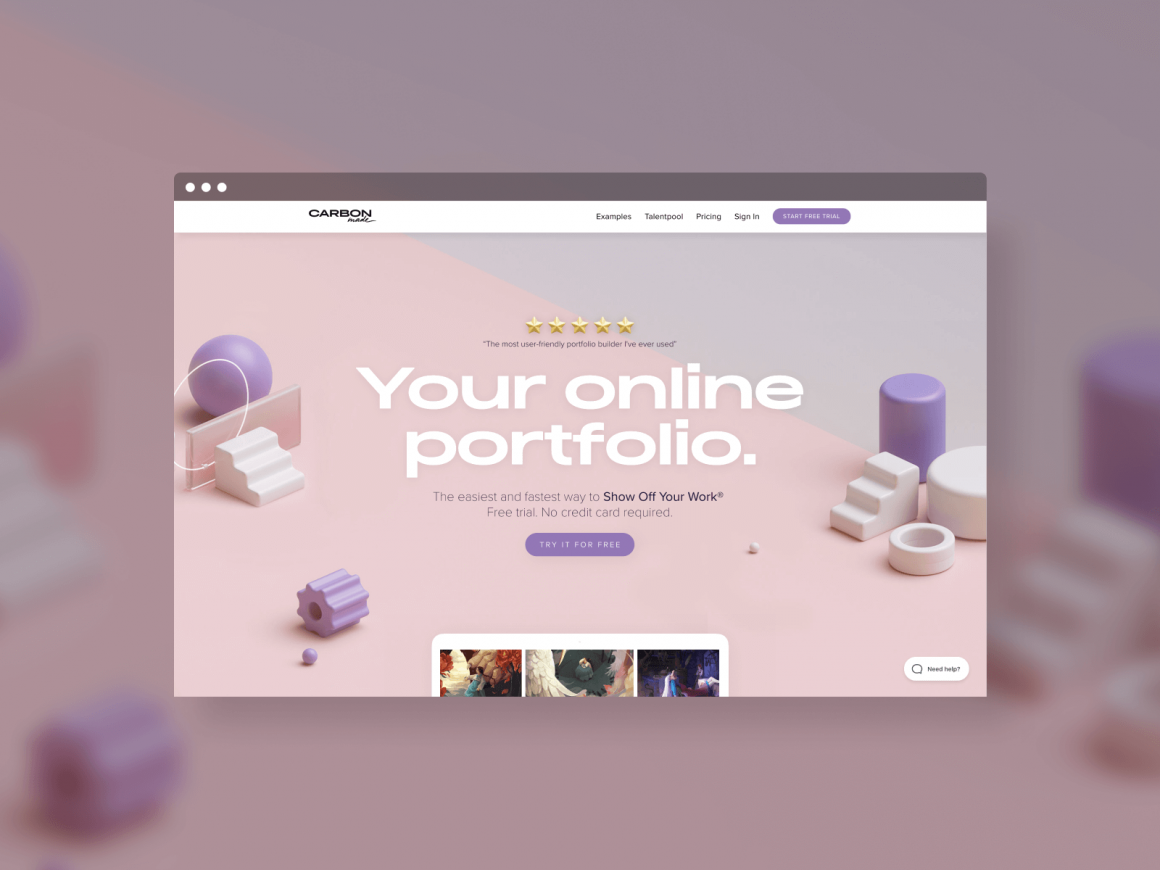 CARBON
made
Examples Talentpool Pricing Sign In START FREE TRIAL
"The most user-friendly portfolio builder I've ever used"
Your online
portfolio.
The easiest and fastest way to Show Off Your Work®
Free trial. No credit card required.
TRY IT FOR FREE
Need help?